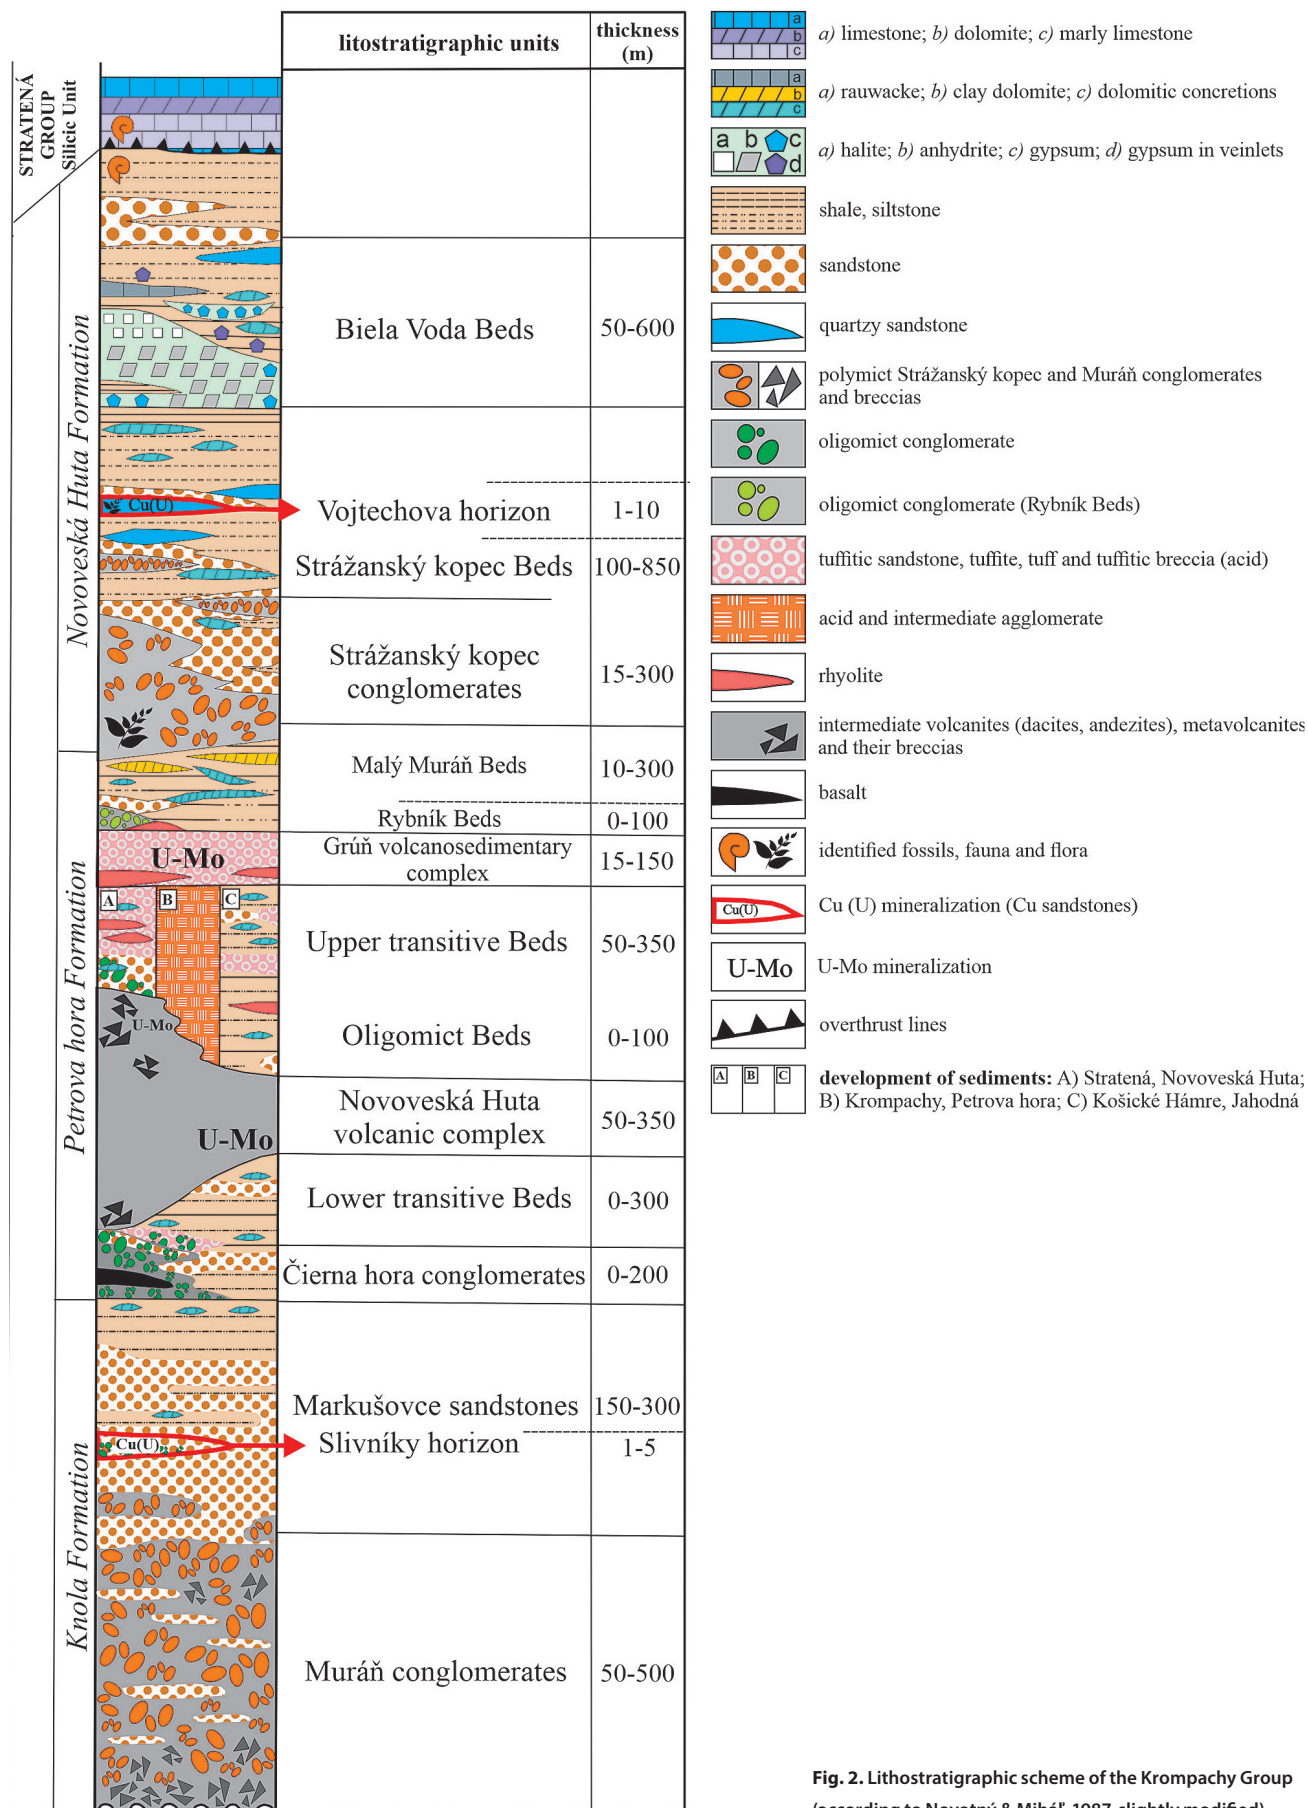 litostratigraphic units
thickness
(m)
STRATENÁ
GROUP
Silicic Unit
Novoveská Huta Formation
Petrova hora Formation
Knola Formation
Biela Voda Beds
50-600
Cu(U)
Vojtechova horizon
1-10
Strážanský kopec Beds
100-850
Strážanský kopec
conglomerates
15-300
Malý Muráň Beds
10-300
Rybník Beds
0-100
U-Mo
Grúň volcanosedimentary
complex
15-150
A
B
C
Upper transitive Beds
50-350
U-Mo
Oligomict Beds
0-100
Novoveská Huta
volcanic complex
50-350
U-Mo
Lower transitive Beds
0-300
Čierna hora conglomerates
0-200
Markušovce sandstones
150-300
Cu(U)
Slivníky horizon
1-5
Muráň conglomerates
50-500
a
b
c
a) limestone; b) dolomite; c) marly limestone
a
b
c
a) rauwacke; b) clay dolomite; c) dolomitic concretions
a b c
d
a) halite; b) anhydrite; c) gypsum; d) gypsum in veinlets
shale, siltstone
sandstone
quartzy sandstone
polymict Strážanský kopec and Muráň conglomerates
and breccias
oligomict conglomerate
oligomict conglomerate (Rybník Beds)
tuffitic sandstone, tuffite, tuff and tuffitic breccia (acid)
acid and intermediate agglomerate
rhyolite
intermediate volcanites (dacites, andezites), metavolcanites
and their breccias
basalt
identified fossils, fauna and flora
Cu(U)
Cu (U) mineralization (Cu sandstones)
U-Mo
U-Mo mineralization
overthrust lines
A B C
development of sediments: A) Stratená, Novoveská Huta;
B) Krompachy, Petrova hora; C) Košické Hámre, Jahodná
Fig. 2. Lithostratigraphic scheme of the Krompachy Group
(according to Novotný & Miháľ, 1987, slightly modified)